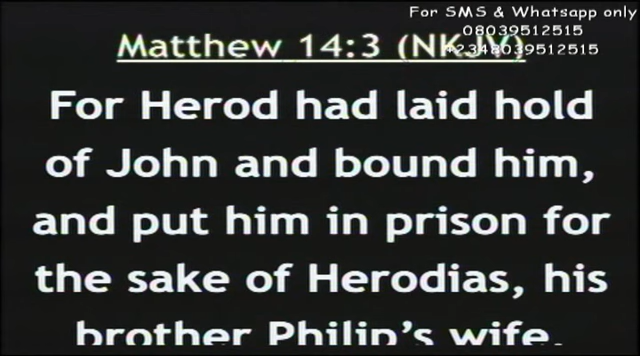 For SMS & Whatsapp only
08039512515
+2348039512515
Matthew 14:3 (NKJV)
For Herod had laid hold
of John and bound him,
and put him in prison for
the sake of Herodias, his
brother Philip's wife.